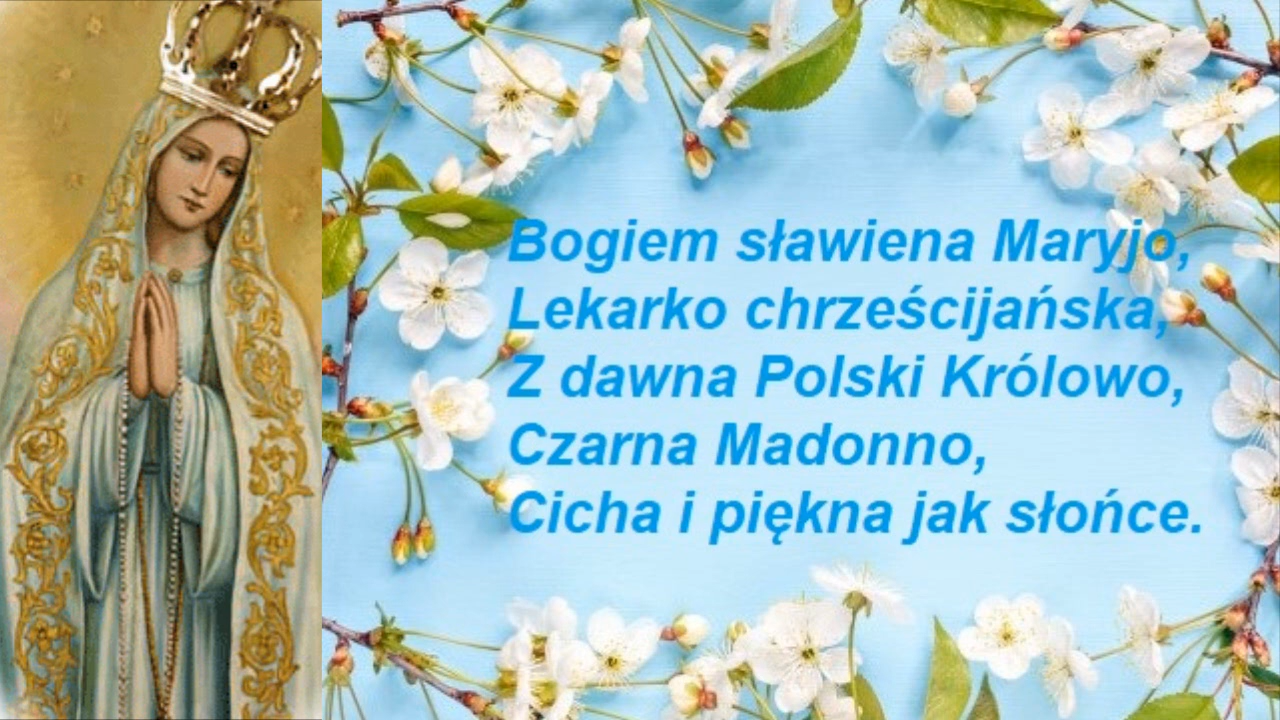 Bogiem sławiena Maryjo,
Lekarko chrześcijańska,
Z dawna Polski Królowo,
Czarna Madonno,
Cicha i piękna jak słońce.